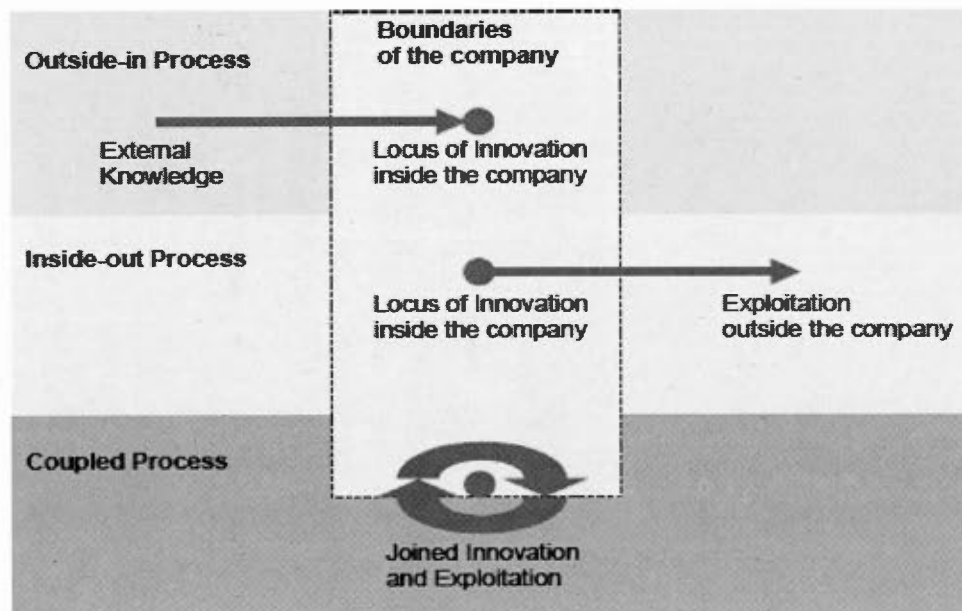 Boundaries
of the company
Outside-in Process
External
Knowledge
Locus of Innovation
inside the company
Inside-out Process
Locus of Innovation
inside the company
Exploitation
outside the company
Coupled Process
Joined Innovation
and Exploitation